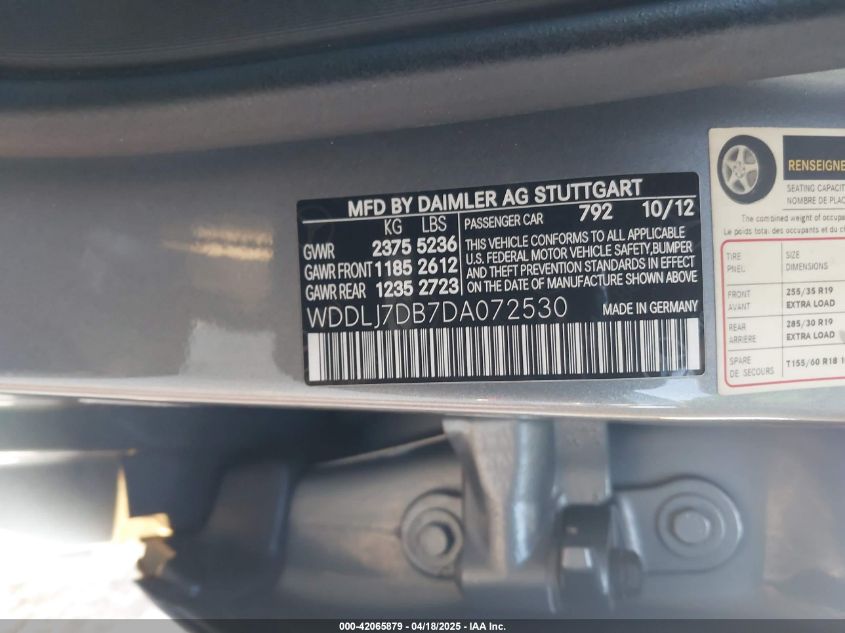 MFD BY DAIMLER AG STUTTGART
KG LBS
GVWR 2375 5236
GAWR FRONT 1185 2612
GAWR REAR 1235 2723
PASSENGER CAR 792 10/12
THIS VEHICLE CONFORMS TO ALL APPLICABLE
U.S. FEDERAL MOTOR VEHICLE SAFETY, BUMPER
AND THEFT PREVENTION STANDARDS IN EFFECT
ON THE DATE OF MANUFACTURE SHOWN ABOVE
WDDLJ7DB7DA072530 MADE IN GERMANY
SEATING
NOMBRE DE
The combined weight of
Le poids total des occupants et du
TIRE SIZE
PNEU DIMENSIONS
FRONT 255/35 R19
AVANT EXTRA LOAD
REAR 285/30 R19
ARRIÈRE EXTRA LOAD
SPARE T155/60 R18
DE SECOURS
000-42065879 - 04/18/2025 - IAA Inc.